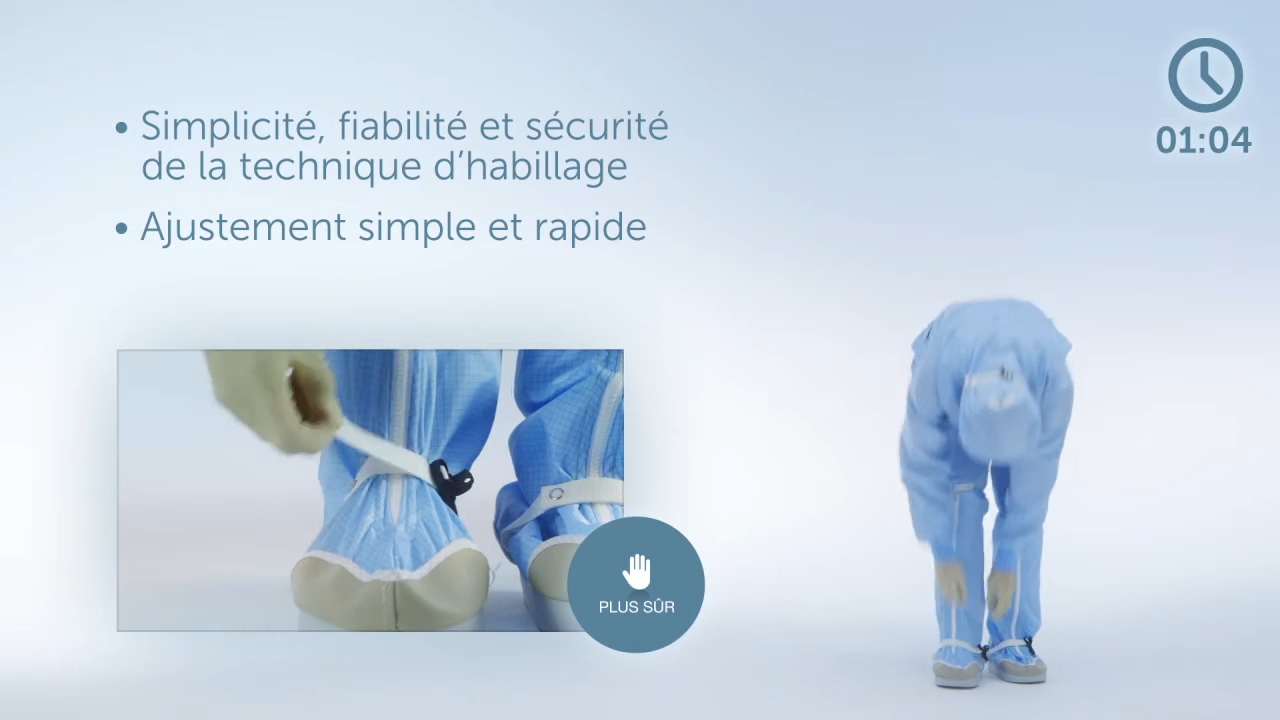 • Simplicité, fiabilité et sécurité
de la technique d’habillage
• Ajustement simple et rapide
01:04
PLUS SÛR